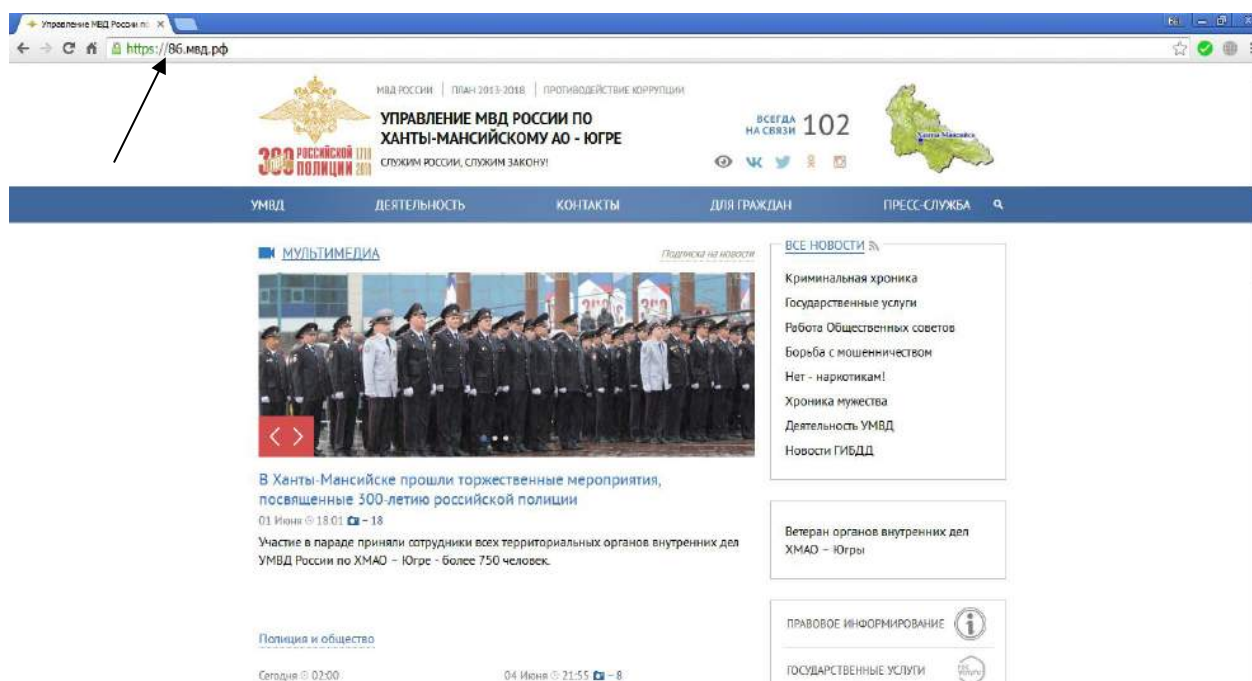 Управление МВД России по
https://86.мвд.рф
МВД РОССИИ | ПЛАН 2013-2018 | ПРОТИВОДЕЙСТВИЕ КОРРУПЦИИ
УПРАВЛЕНИЕ МВД РОССИИ ПО
ХАНТЫ-МАНСИЙСКОМУ АО - ЮГРЕ
СЛУЖИМ РОССИИ, СЛУЖИМ ЗАКОНУ!
300 РОССИЙСКОЙ 1718
ПОЛИЦИИ 2018
ВСЕГДА
НА СВЯЗИ 102
Ханты-Мансийск
УМВД ДЕЯТЕЛЬНОСТЬ КОНТАКТЫ ДЛЯ ГРАЖДАН ПРЕСС-СЛУЖБА
МУЛЬТИМЕДИА
Подписка на новости
В Ханты-Мансийске прошли торжественные мероприятия,
посвященные 300-летию российской полиции
01 Июня 18:01 – 18
Участие в параде приняли сотрудники всех территориальных органов внутренних дел
УМВД России по ХМАО – Югре - более 750 человек.
Полиция и общество
Сегодня 02:00
04 Июня 21:55 – 8
ВСЕ НОВОСТИ
Криминальная хроника
Государственные услуги
Работа Общественных советов
Борьба с мошенничеством
Нет - наркотикам!
Хроника мужества
Деятельность УМВД
Новости ГИБДД
Ветеран органов внутренних дел
ХМАО – Югры
ПРАВОВОЕ ИНФОРМИРОВАНИЕ
ГОСУДАРСТВЕННЫЕ УСЛУГИ